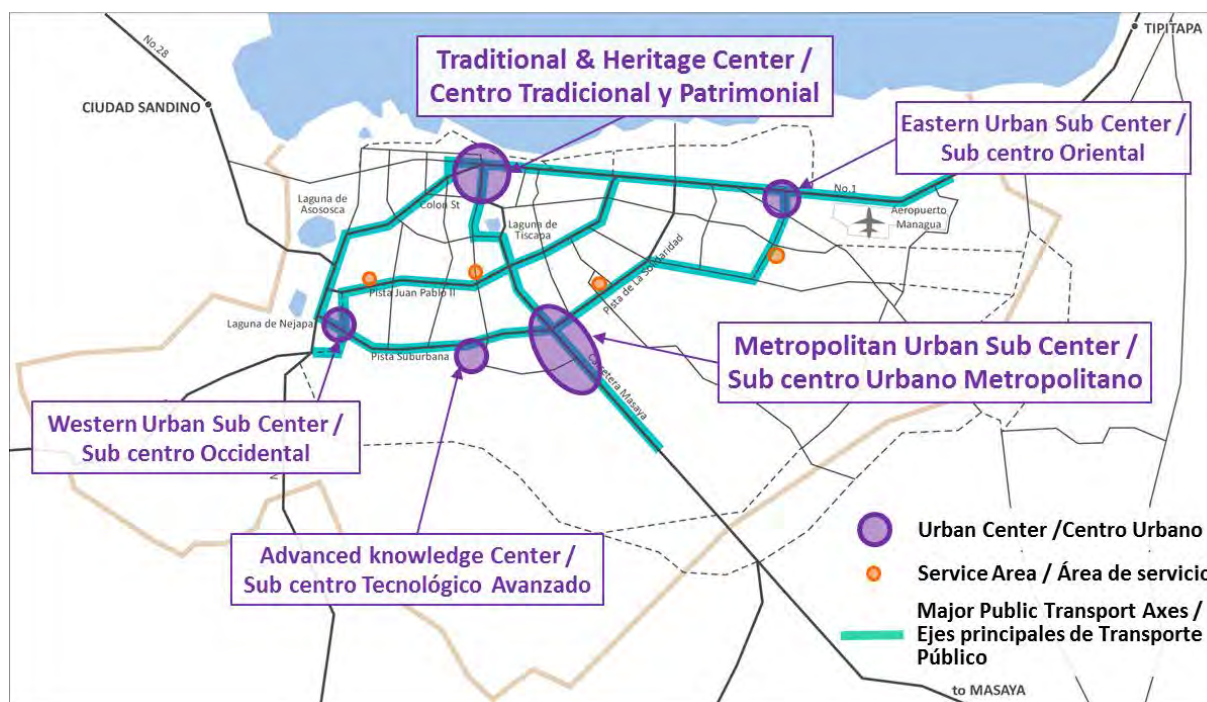 No.28
TIPITAPA
CIUDAD SANDINO
Traditional & Heritage Center /
Centro Tradicional y Patrimonial
Eastern Urban Sub Center /
Sub centro Oriental
No.1
Aeropuerto
Managua
Laguna de
Asososca
Colon St
Laguna de
Tiscapa
Pista de La Solidaridad
Pista Juan Pablo II
Laguna de Nejapa
Pista Suburbana
Carretera Masaya
Metropolitan Urban Sub Center /
Sub centro Urbano Metropolitano
Western Urban Sub Center /
Sub centro Occidental
Advanced knowledge Center /
Sub centro Tecnológico Avanzado
Urban Center /Centro Urbano
Service Area / Área de servicio
Major Public Transport Axes /
Ejes principales de Transporte
Público
to MASAYA